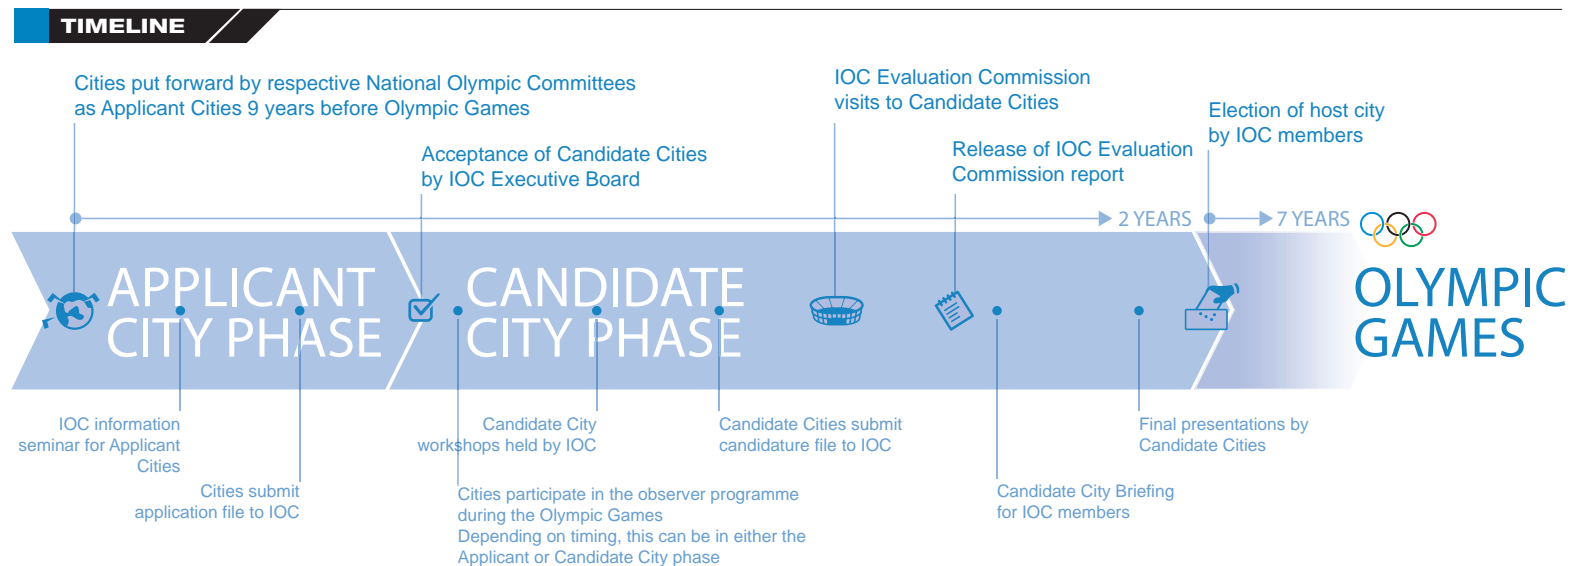 TIMELINE
Cities put forward by respective National Olympic Committees
as Applicant Cities 9 years before Olympic Games
Acceptance of Candidate Cities
by IOC Executive Board
IOC Evaluation Commission
visits to Candidate Cities
Release of IOC Evaluation
Commission report
Election of host city
by IOC members
2 YEARS
7 YEARS
APPLICANT
CITY PHASE
CANDIDATE
CITY PHASE
OLYMPIC
GAMES
IOC information
seminar for Applicant
Cities
Cities submit
application file to IOC
Candidate City
workshops held by IOC
Cities participate in the observer programme
during the Olympic Games
Depending on timing, this can be in either the
Applicant or Candidate City phase
Candidate Cities submit
candidature file to IOC
Candidate City Briefing
for IOC members
Final presentations by
Candidate Cities